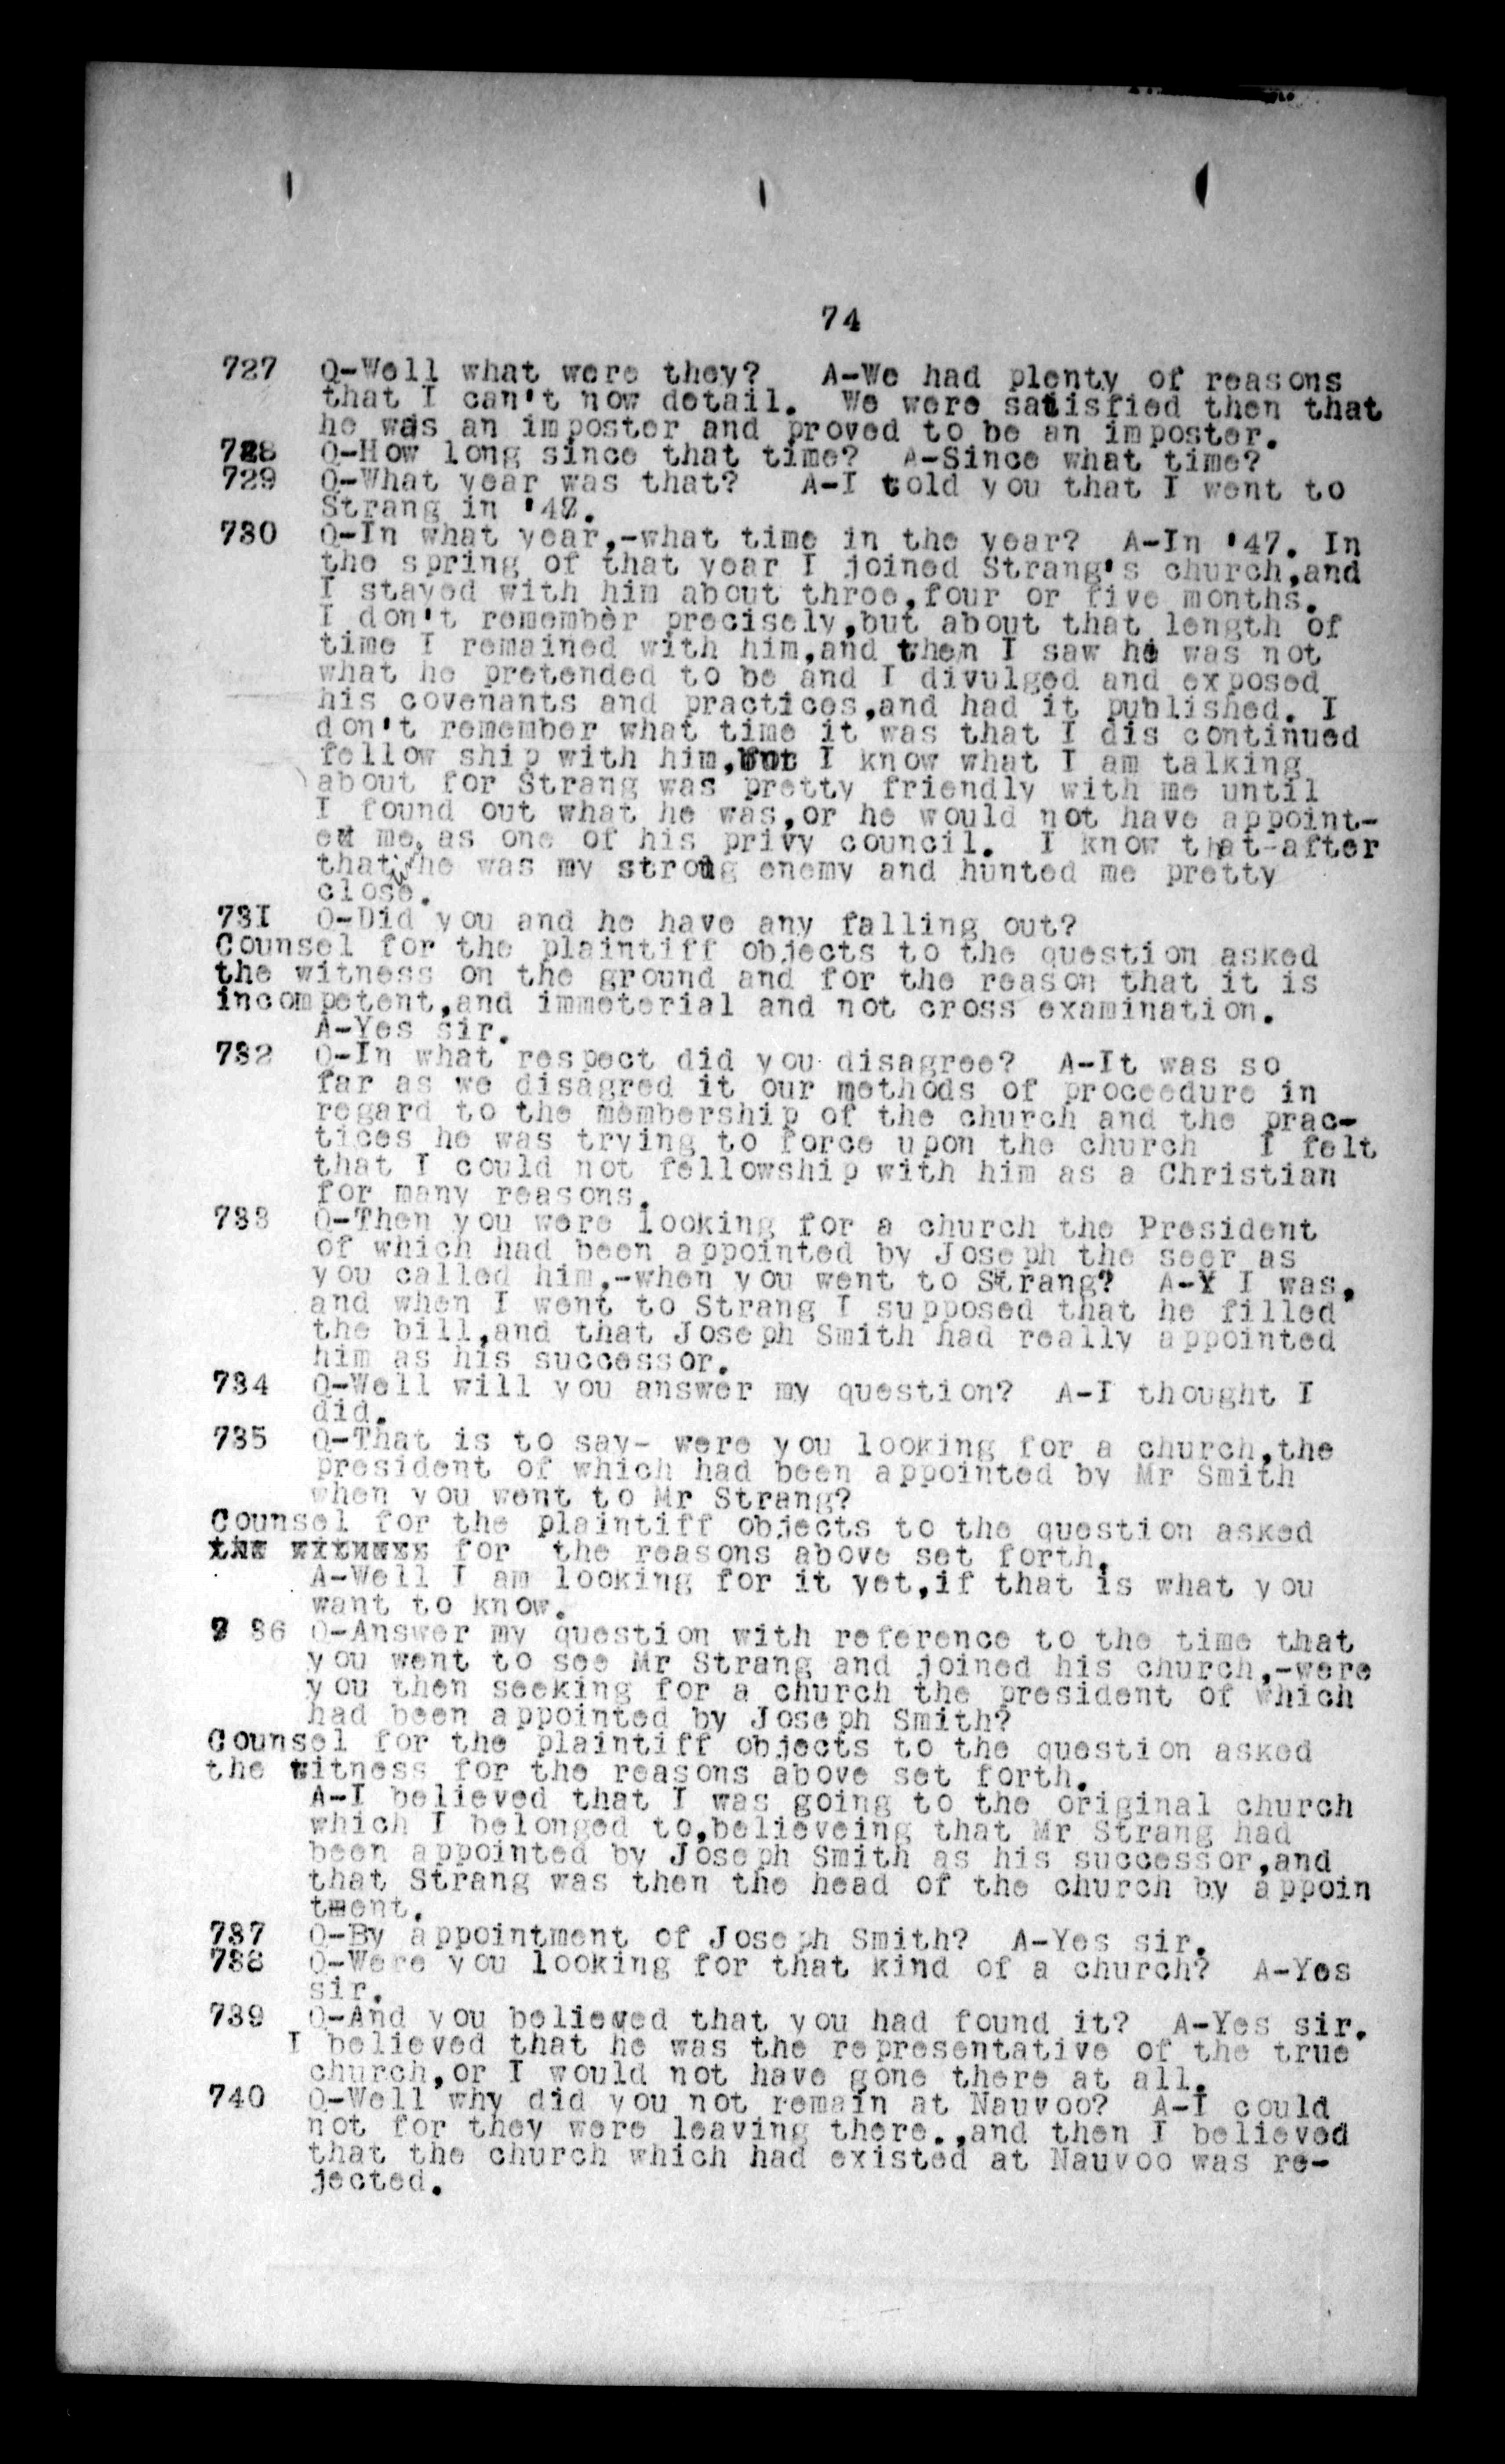 74
727 Q-Well what were they? A-We had plenty of reasons
that I can't now detail. We were satisfied then that
he was an imposter and proved to be an imposter.
728 Q-How long since that time? A-Since what time?
729 Q-What year was that? A-I told you that I went to
Strang in '47.
730 Q-In what year,-what time in the year? A-In '47. In
the spring of that year I joined Strang's church,and
I stayed with him about three,four or five months.
I don't remember precisely,but about that length of
time I remained with him,and then I saw he was not
what he pretended to be and I divulged and exposed
his covenants and practices,and had it published. I
don't remember what time it was that I dis continued
fellow ship with him,but I know what I am talking
about for Strang was pretty friendly with me until
I found out what he was,or he would not have appoint-
ed me, as one of his privy council. I know that-after
that he was my strong enemy and hunted me pretty
close.
731 Q-Did you and he have any falling out?
Counsel for the plaintiff objects to the question asked
the witness on the ground and for the reason that it is
incompetent,and immeterial and not cross examination.
A-Yes sir.
732 Q-In what respect did you disagree? A-It was so
far as we disagred it our methods of proceedure in
regard to the membership of the church and the prac-
tices he was trying to force upon the church I felt
that I could not fellowship with him as a Christian
for many reasons.
733 Q-Then you were looking for a church the President
of which had been appointed by Joseph the seer as
you called him,-when you went to Strang? A-Y I was,
and when I went to Strang I supposed that he filled
the bill,and that Joseph Smith had really appointed
him as his successor.
734 Q-Well will you answer my question? A-I thought I
did.
735 Q-That is to say- were you looking for a church,the
president of which had been appointed by Mr Smith
when you went to Mr Strang?
Counsel for the plaintiff objects to the question asked
the witness for the reasons above set forth.
A-Well I am looking for it yet,if that is what you
want to know.
7 36 Q-Answer my question with reference to the time that
you went to see Mr Strang and joined his church,-were
you then seeking for a church the president of which
had been appointed by Joseph Smith?
Counsel for the plaintiff objects to the question asked
the witness for the reasons above set forth.
A-I believed that I was going to the original church
which I belonged to,believeing that Mr Strang had
been appointed by Joseph Smith as his successor,and
that Strang was then the head of the church by appoin
tment.
737 Q-By appointment of Joseph Smith? A-Yes sir.
738 Q-Were you looking for that kind of a church? A-Yes
sir.
739 Q-And you believed that you had found it? A-Yes sir.
I believed that he was the representative of the true
church,or I would not have gone there at all.
740 Q-Well why did you not remain at Nauvoo? A-I could
not for they were leaving there.,and then I believed
that the church which had existed at Nauvoo was re-
jected.